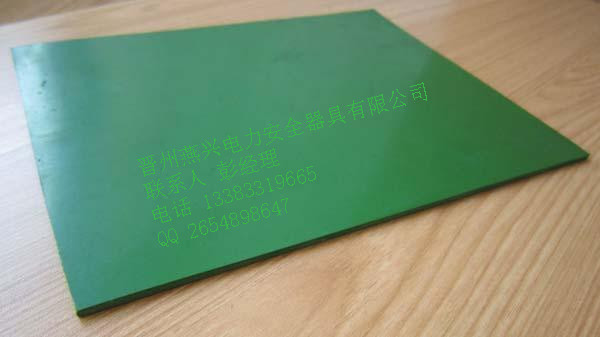 晋州燕兴电力安全器具有限公司
联系人 彭经理
电话 13383319665
QQ 2654898647